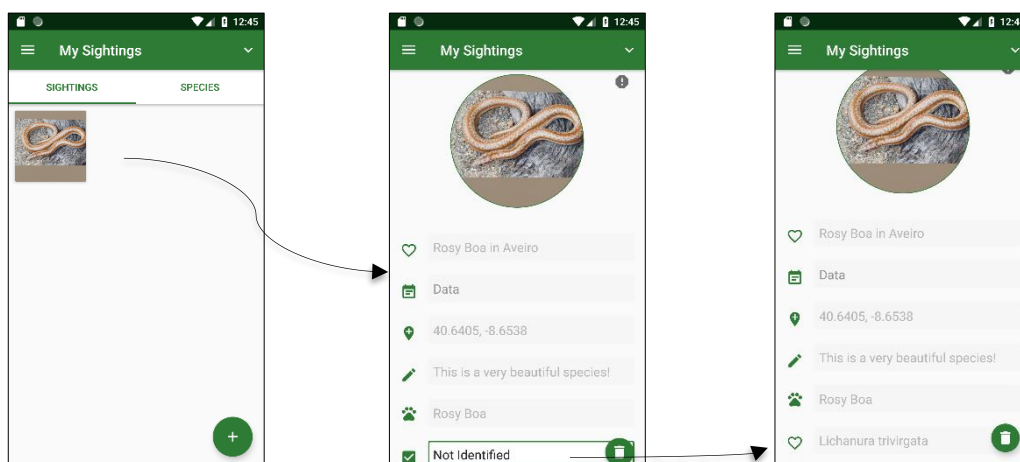 12:45
My Sightings
SIGHTINGS SPECIES
12:45
My Sightings
Rosy Boa in Aveiro
Data
40.6405, -8.6538
This is a very beautiful species!
Rosy Boa
Not Identified
12:4
My Sightings
Rosy Boa in Aveiro
Data
40.6405, -8.6538
This is a very beautiful species!
Rosy Boa
Lichanura trivirgata